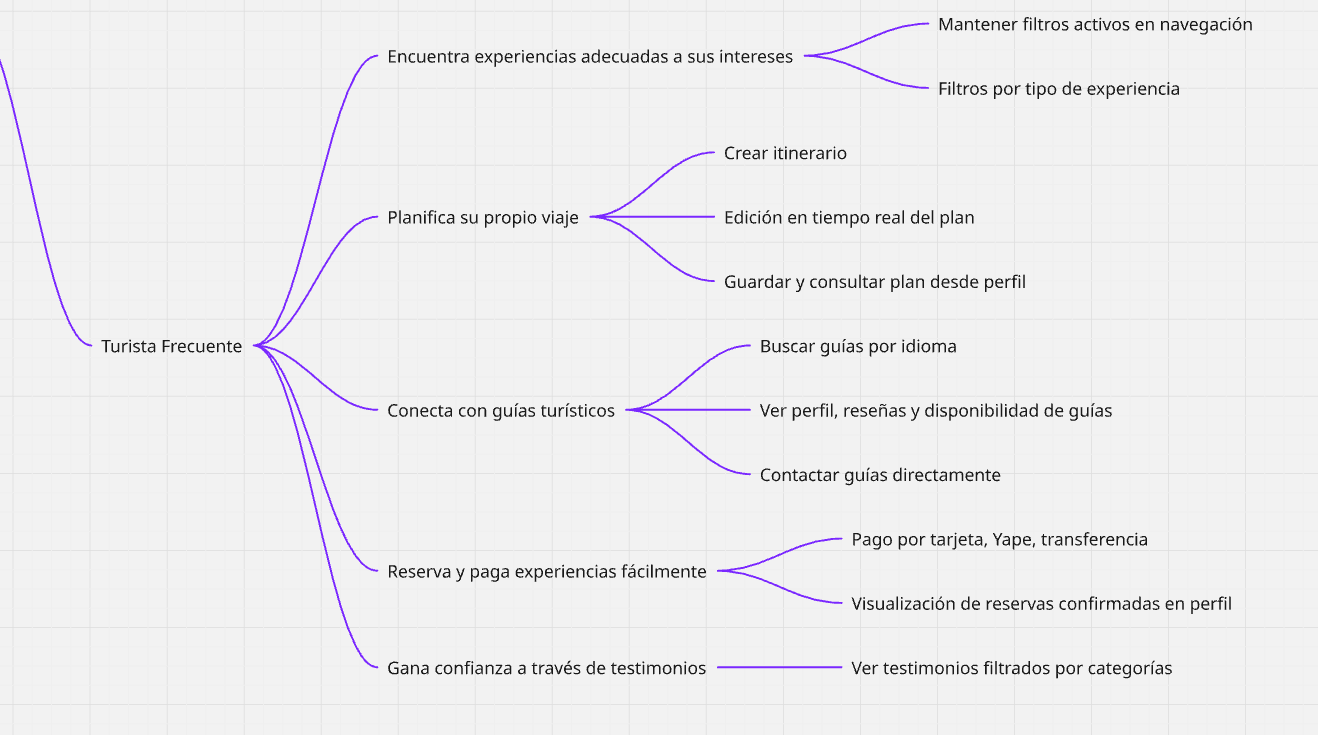 Turista Frecuente
Encuentra experiencias adecuadas a sus intereses
Mantener filtros activos en navegación
Filtros por tipo de experiencia
Planifica su propio viaje
Crear itinerario
Edición en tiempo real del plan
Guardar y consultar plan desde perfil
Conecta con guías turísticos
Buscar guías por idioma
Ver perfil, reseñas y disponibilidad de guías
Contactar guías directamente
Reserva y paga experiencias fácilmente
Pago por tarjeta, Yape, transferencia
Visualización de reservas confirmadas en perfil
Gana confianza a través de testimonios
Ver testimonios filtrados por categorías